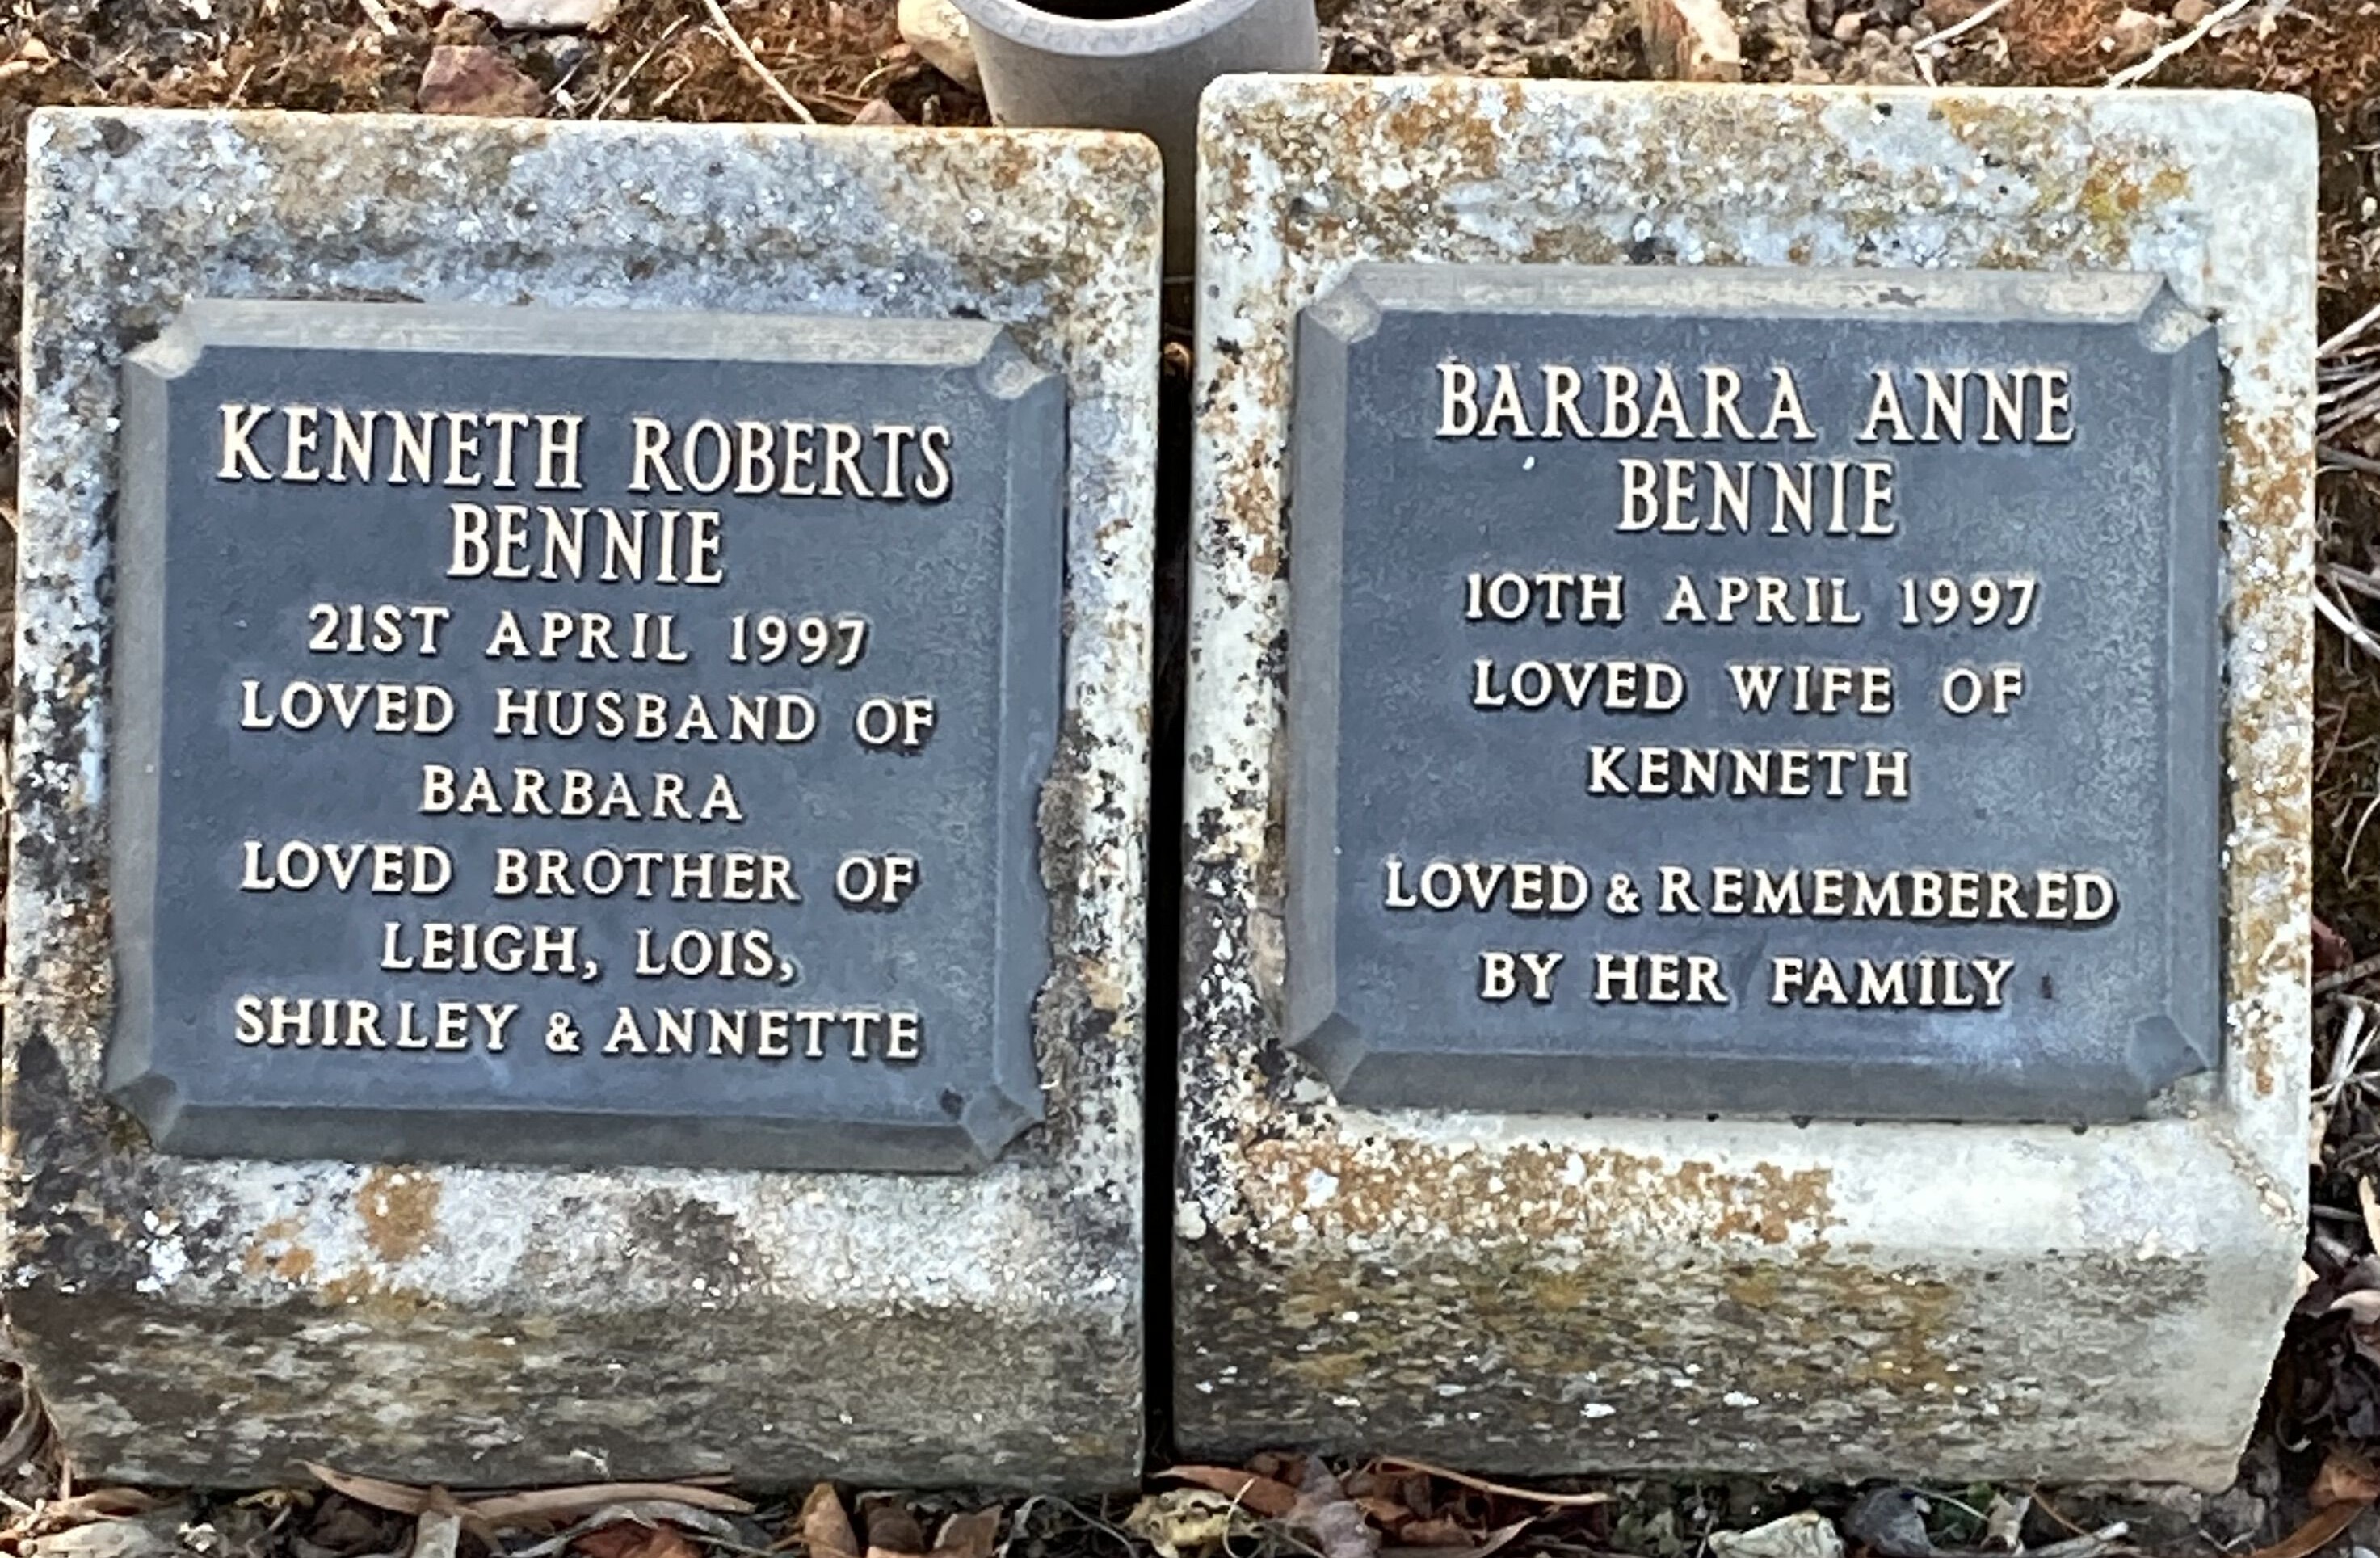 KENNETH ROBERTS
BENNIE
21ST APRIL 1997
LOVED HUSBAND OF
BARBARA
LOVED BROTHER OF
LEIGH, LOIS,
SHIRLEY & ANNETTE
BARBARA ANNE
BENNIE
10TH APRIL 1997
LOVED WIFE OF
KENNETH
LOVED & REMEMBERED
BY HER FAMILY